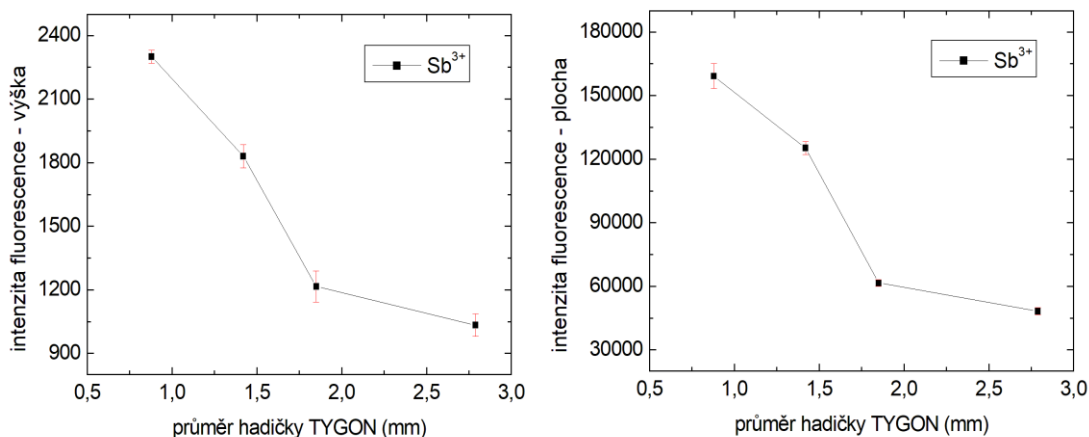 intenzita fluorescence - výška
2400
2100
1800
1500
1200
900
0,5 1,0 1,5 2,0 2,5 3,0
průměr hadičky TYGON (mm)
Sb³⁺
intenzita fluorescence - plocha
180000
150000
120000
90000
60000
30000
0,5 1,0 1,5 2,0 2,5 3,0
průměr hadičky TYGON (mm)
Sb³⁺